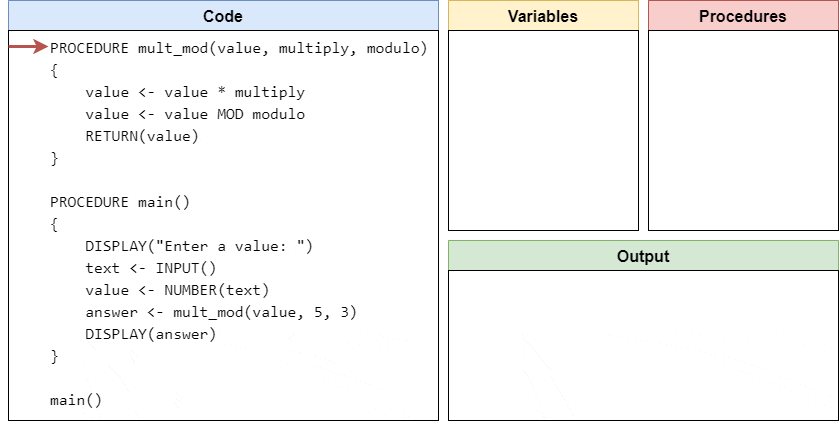 Code
PROCEDURE mult_mod(value, multiply, modulo)
{
    value <- value * multiply
    value <- value MOD modulo
    RETURN(value)
}

PROCEDURE main()
{
    DISPLAY("Enter a value: ")
    text <- INPUT()
    value <- NUMBER(text)
    answer <- mult_mod(value, 5, 3)
    DISPLAY(answer)
}

main()
Variables
Procedures
Output